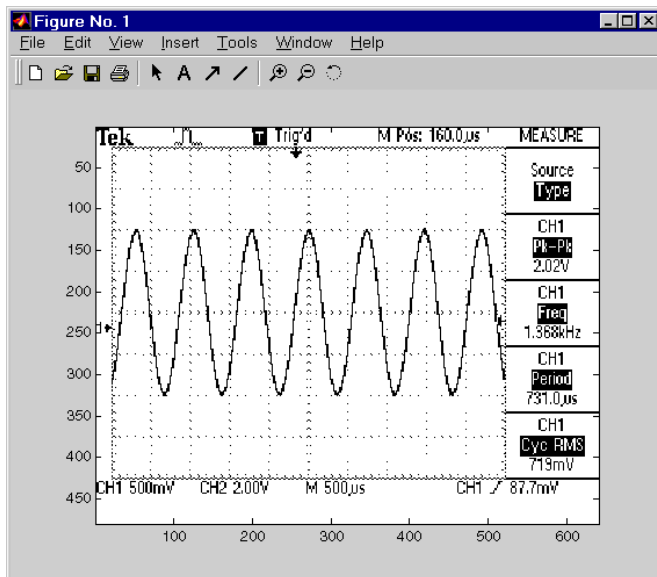 Figure No. 1
File Edit View Insert Tools Window Help
A
Tek T Trig'd M Pos: 160.0µs MEASURE
50
100
150
200
250
300
350
400
450
Source
Type
CH1
Pk-Pk
2.02V
CH1
Freq
1.368kHz
CH1
Period
731.0µs
CH1
Cyc RMS
719mV
1
CH1 500mV CH2 2.00V M 500µs CH1 87.7mV
100 200 300 400 500 600